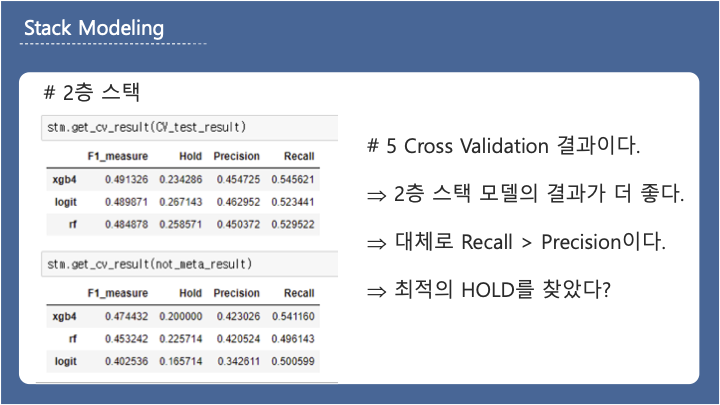 Stack Modeling
# 2층 스택
stm.get_cv_result(CV_test_result)
F1_measure Hold Precision Recall
xgb4 0.491326 0.234286 0.454725 0.545621
logit 0.489871 0.267143 0.462952 0.523441
rf 0.484878 0.258571 0.450372 0.529522
stm.get_cv_result(not_meta_result)
F1_measure Hold Precision Recall
xgb4 0.474432 0.200000 0.423026 0.541160
rf 0.453242 0.225714 0.420524 0.496143
logit 0.402536 0.165714 0.342611 0.500599
# 5 Cross Validation 결과이다.
⇒ 2층 스택 모델의 결과가 더 좋다.
⇒ 대체로 Recall > Precision이다.
⇒ 최적의 HOLD를 찾았다?